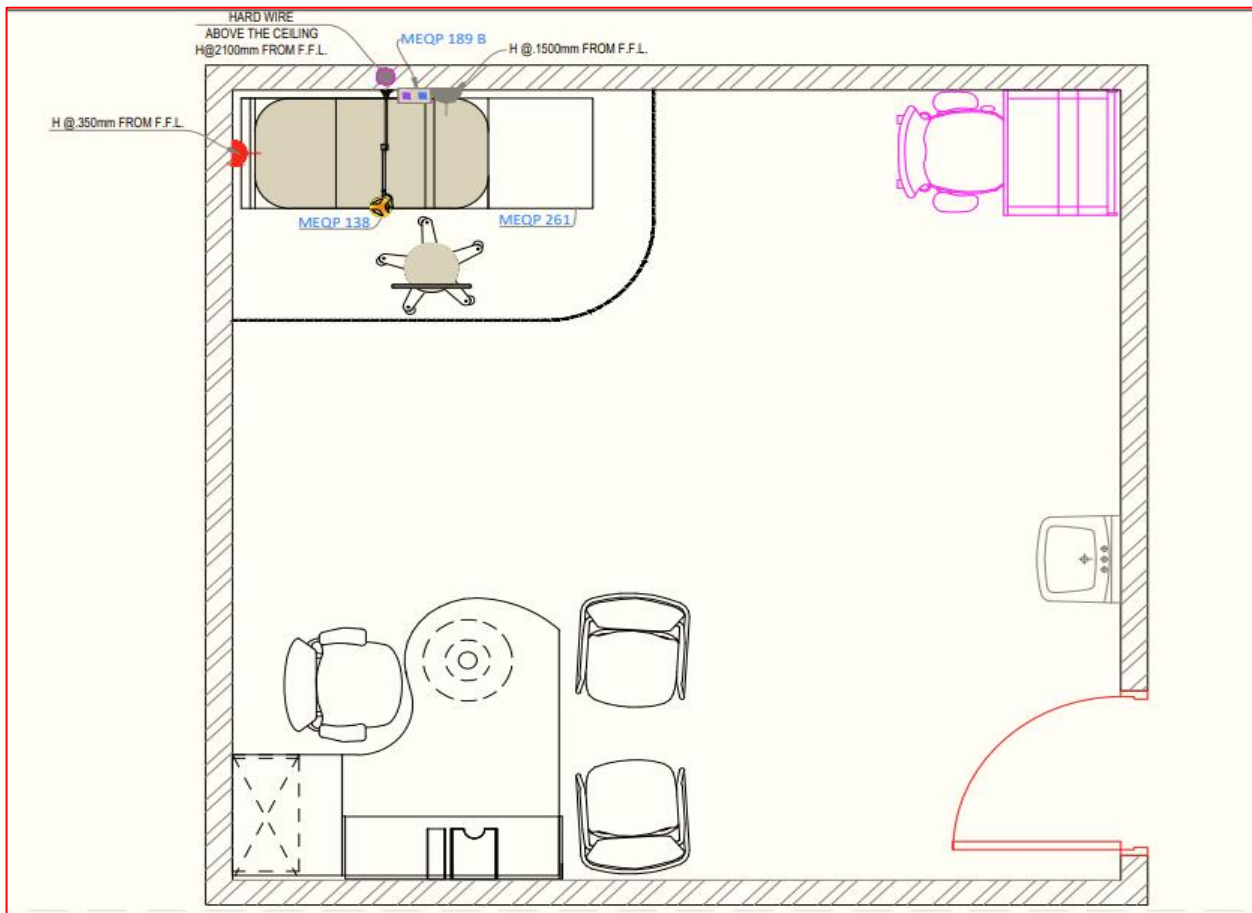 HARD WIRE
ABOVE THE CEILING
H@2100mm FROM F.F.L.
MEQP 189 B
H @.1500mm FROM F.F.L.
H @.350mm FROM F.F.L.
MEQP 138
MEQP 261